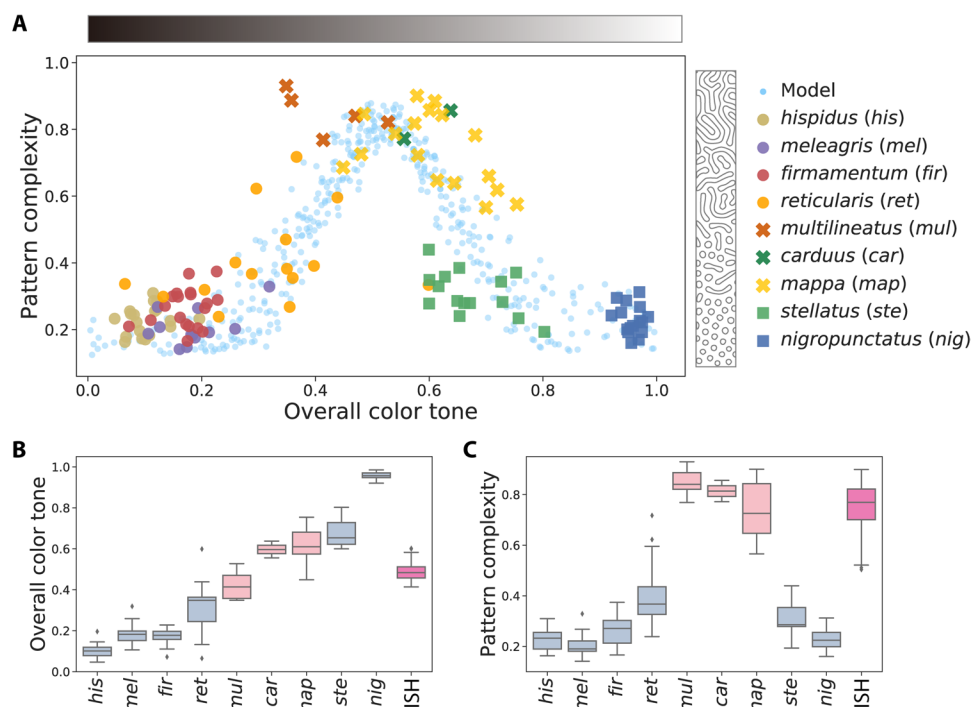 A
Pattern complexity
1.0
0.8
0.6
0.4
0.2
0.0 0.2 0.4 0.6 0.8 1.0
Overall color tone
Model
hispidus (his)
meleagris (mel)
firmamentum (fir)
reticularis (ret)
multilineatus (mul)
carduus (car)
mappa (map)
stellatus (ste)
nigropunctatus (nig)
B
Overall color tone
1.0
0.8
0.6
0.4
0.2
0.0
his mel fir ret mul car map ste nig ISH
C
Pattern complexity
0.8
0.6
0.4
0.2
his mel fir ret mul car map ste nig ISH